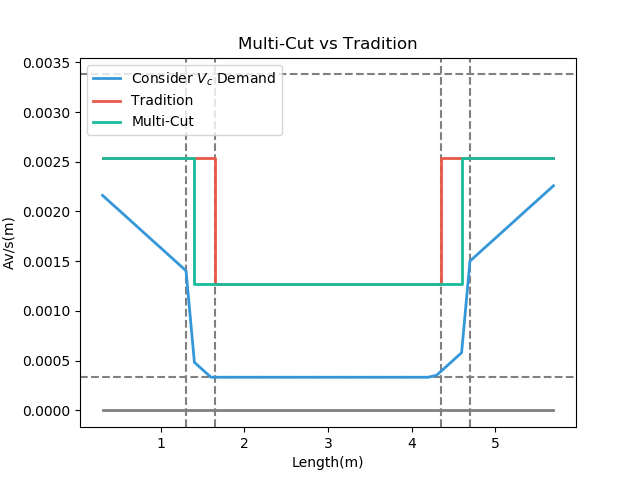 Multi-Cut vs Tradition
Consider Vc Demand
Tradition
Multi-Cut
Av/s(m)
0.0035
0.0030
0.0025
0.0020
0.0015
0.0010
0.0005
0.0000
1 2 3 4 5
Length(m)